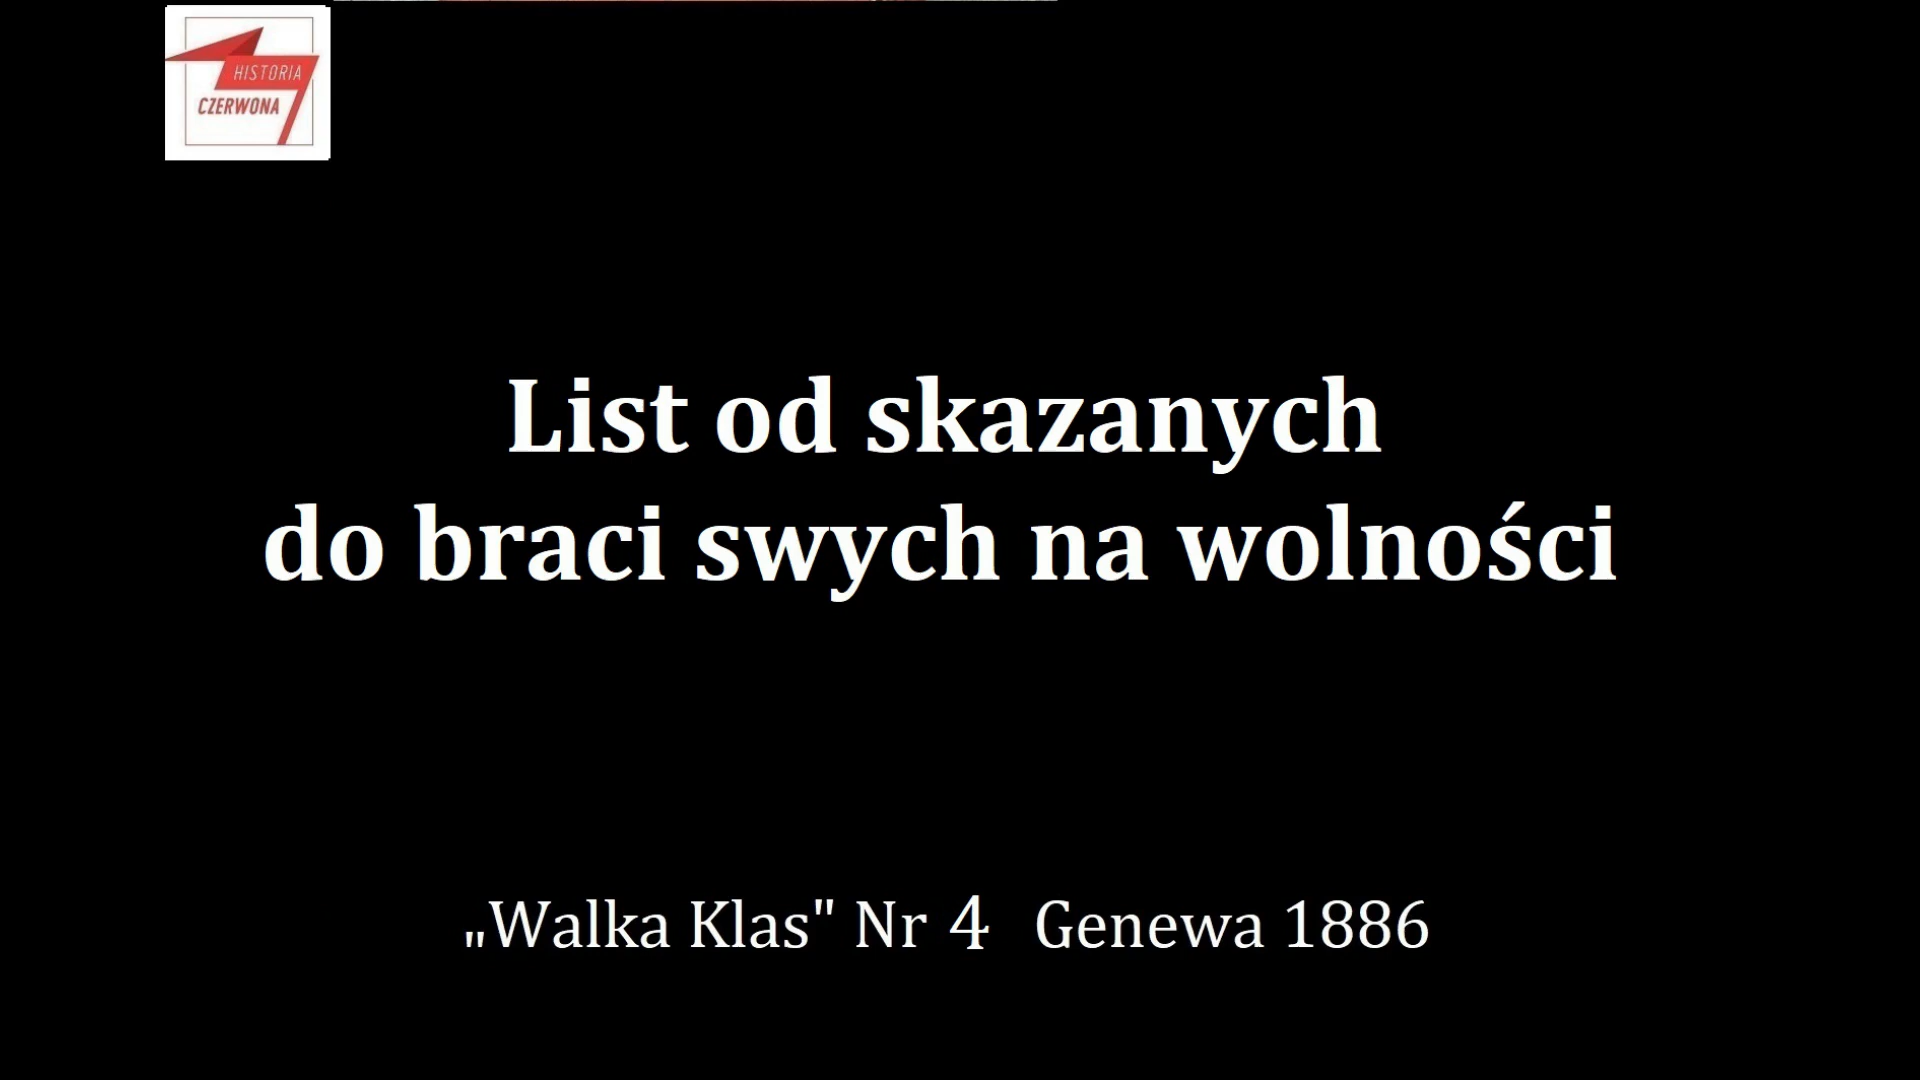 HISTORIA
CZERWONA
List od skazanych
do braci swych na wolności
„Walka Klas" Nr 4 Genewa 1886